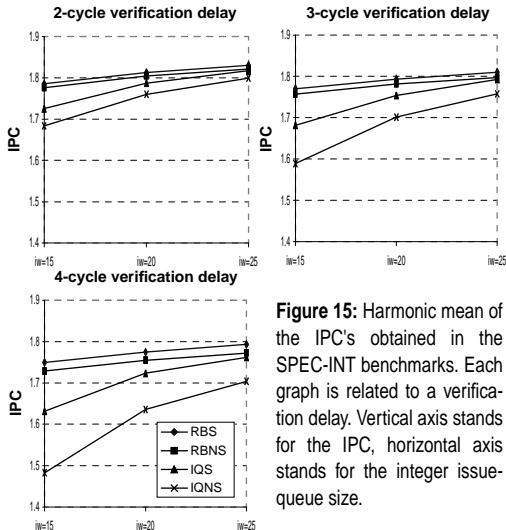 2-cycle verification delay
1.9
1.8
1.7
1.6
1.5
1.4
IPC
iw=15 iw=20 iw=25
3-cycle verification delay
1.9
1.8
1.7
1.6
1.5
1.4
IPC
iw=15 iw=20 iw=25
4-cycle verification delay
1.9
1.8
1.7
1.6
1.5
1.4
IPC
RBS
RBNS
IQS
IQNS
iw=15 iw=20 iw=25
Figure 15: Harmonic mean of
the IPC's obtained in the
SPEC-INT benchmarks. Each
graph is related to a verifica-
tion delay. Vertical axis stands
for the IPC, horizontal axis
stands for the integer issue-
queue size.